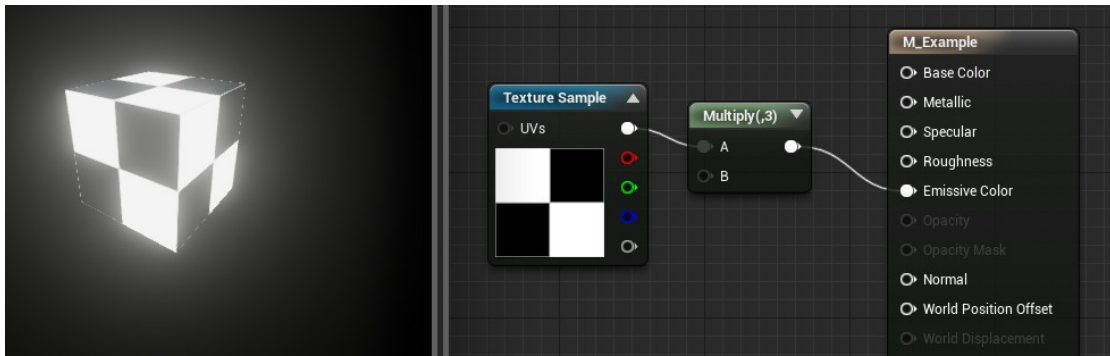 Texture Sample
UVs
Multiply(,3)
A
B
M_Example
Base Color
Metallic
Specular
Roughness
Emissive Color
Opacity
Opacity Mask
Normal
World Position Offset
World Displacement